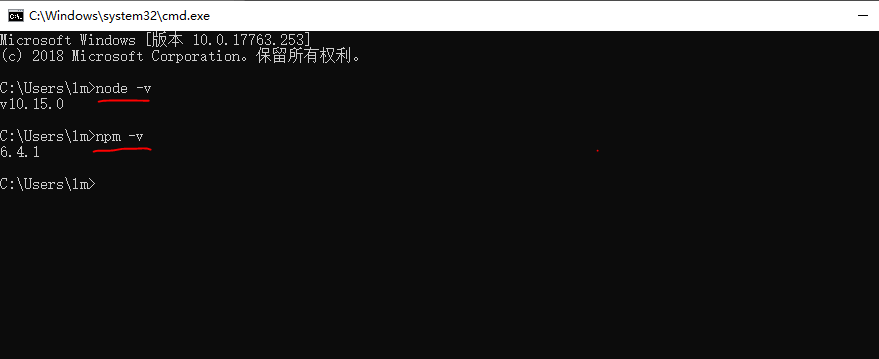 C:\Windows\system32\cmd.exe
Microsoft Windows [版本 10.0.17763.253]
(c) 2018 Microsoft Corporation。保留所有权利。
C:\Users\lm>node -v
v10.15.0
C:\Users\lm>npm -v
6.4.1
C:\Users\lm>